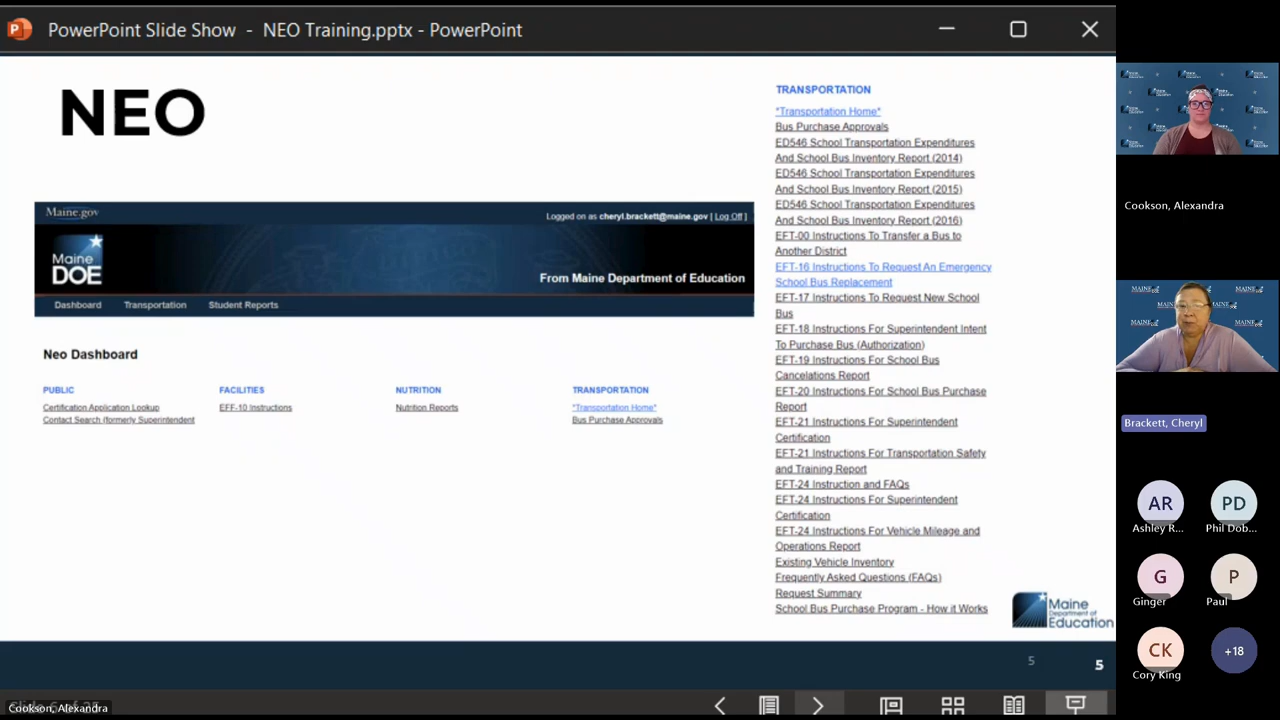 PowerPoint Slide Show - NEO Training.pptx - PowerPoint
NEO
Maine.gov
Logged on as cheryl.brackett@maine.gov [ Log Off ]
Maine
DOE
From Maine Department of Education
Dashboard Transportation Student Reports
Neo Dashboard
PUBLIC
Certification Application Lookup
Contact Search (formerly Superintendent
FACILITIES
EFF-10 Instructions
NUTRITION
Nutrition Reports
TRANSPORTATION
*Transportation Home*
Bus Purchase Approvals
TRANSPORTATION
*Transportation Home*
Bus Purchase Approvals
ED546 School Transportation Expenditures
And School Bus Inventory Report (2014)
ED546 School Transportation Expenditures
And School Bus Inventory Report (2015)
ED546 School Transportation Expenditures
And School Bus Inventory Report (2016)
EFT-00 Instructions To Transfer a Bus to
Another District
EFT-16 Instructions To Request An Emergency
School Bus Replacement
EFT-17 Instructions To Request New School
Bus
EFT-18 Instructions For Superintendent Intent
To Purchase Bus (Authorization)
EFT-19 Instructions For School Bus
Cancelations Report
EFT-20 Instructions For School Bus Purchase
Report
EFT-21 Instructions For Superintendent
Certification
EFT-21 Instructions For Transportation Safety
and Training Report
EFT-24 Instruction and FAQs
EFT-24 Instructions For Superintendent
Certification
EFT-24 Instructions For Vehicle Mileage and
Operations Report
Existing Vehicle Inventory
Frequently Asked Questions (FAQs)
Request Summary
School Bus Purchase Program - How it Works
Maine
Department of
Education
5
5
Cookson, Alexandra
Cookson, Alexandra
MAINE
MAINE
Brackett, Cheryl
AR
Ashley R...
PD
Phil Dob...
G
Ginger
P
Paul
CK
Cory King
+18